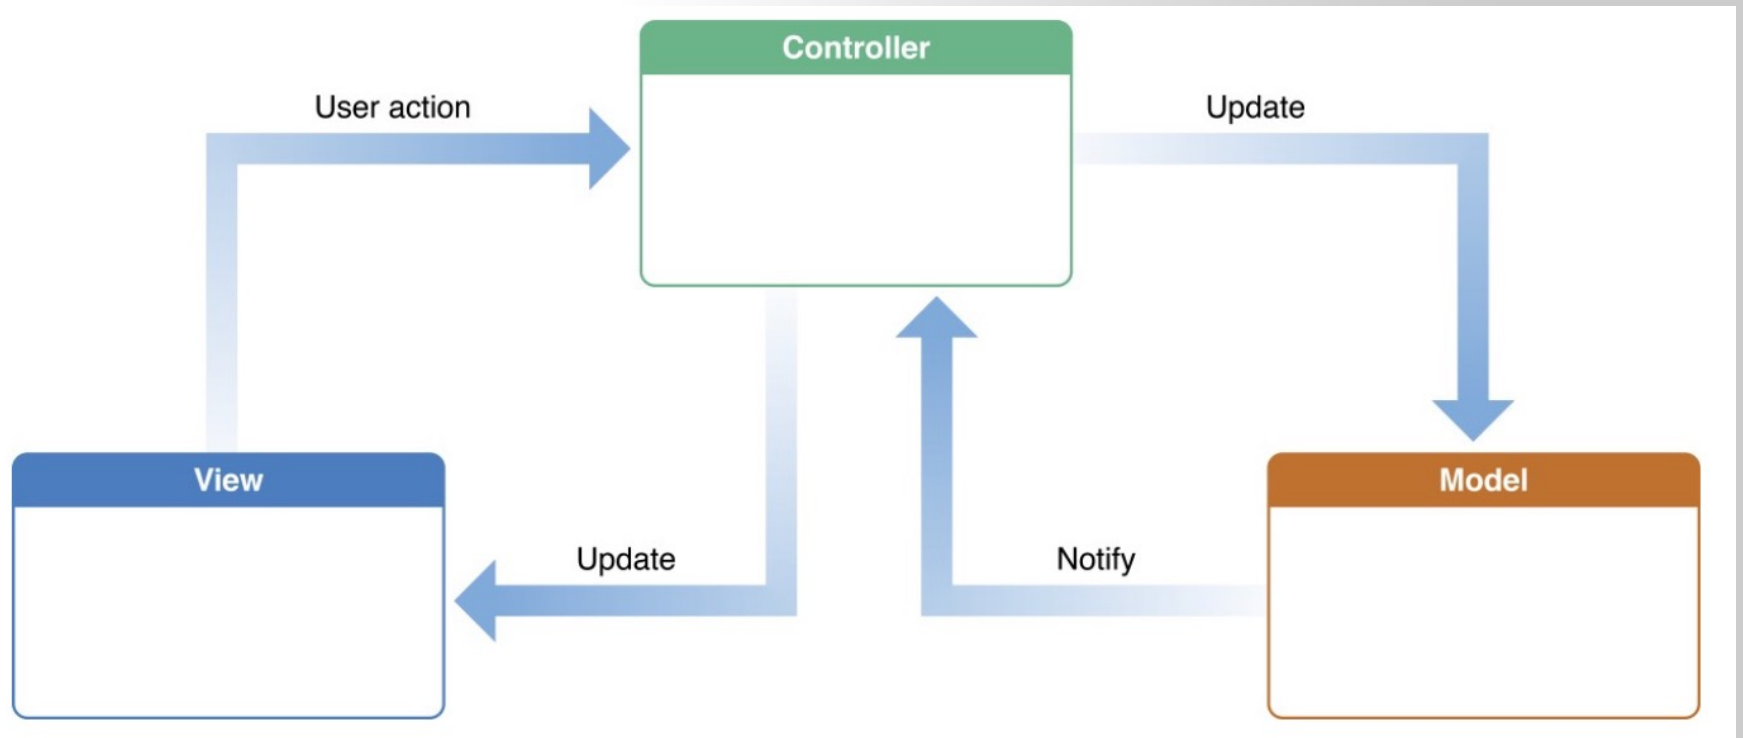 Controller
User action
Update
View
Model
Update
Notify